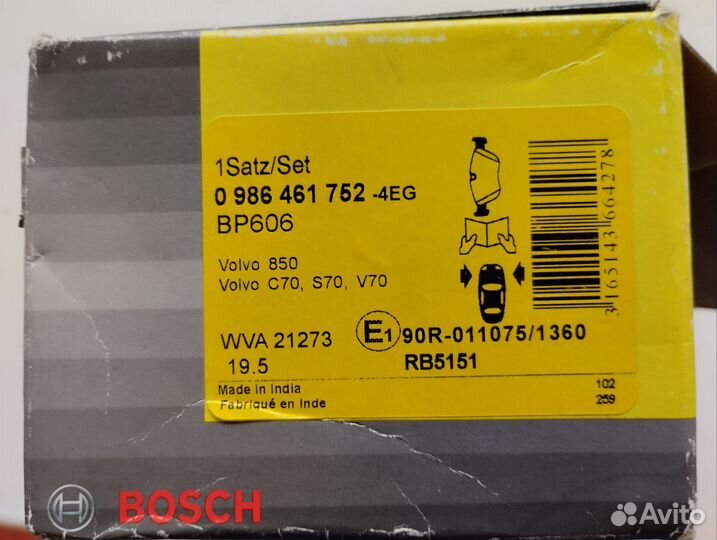 1Satz/Set
0 986 461 752 -4EG
BP606
Volvo 850
Volvo C70, S70, V70
WVA 21273
19.5
E1 90R-011075/1360
RB5151
Made in India
Fabriqué en Inde
102
259
3165143664278
BOSCH
Avito